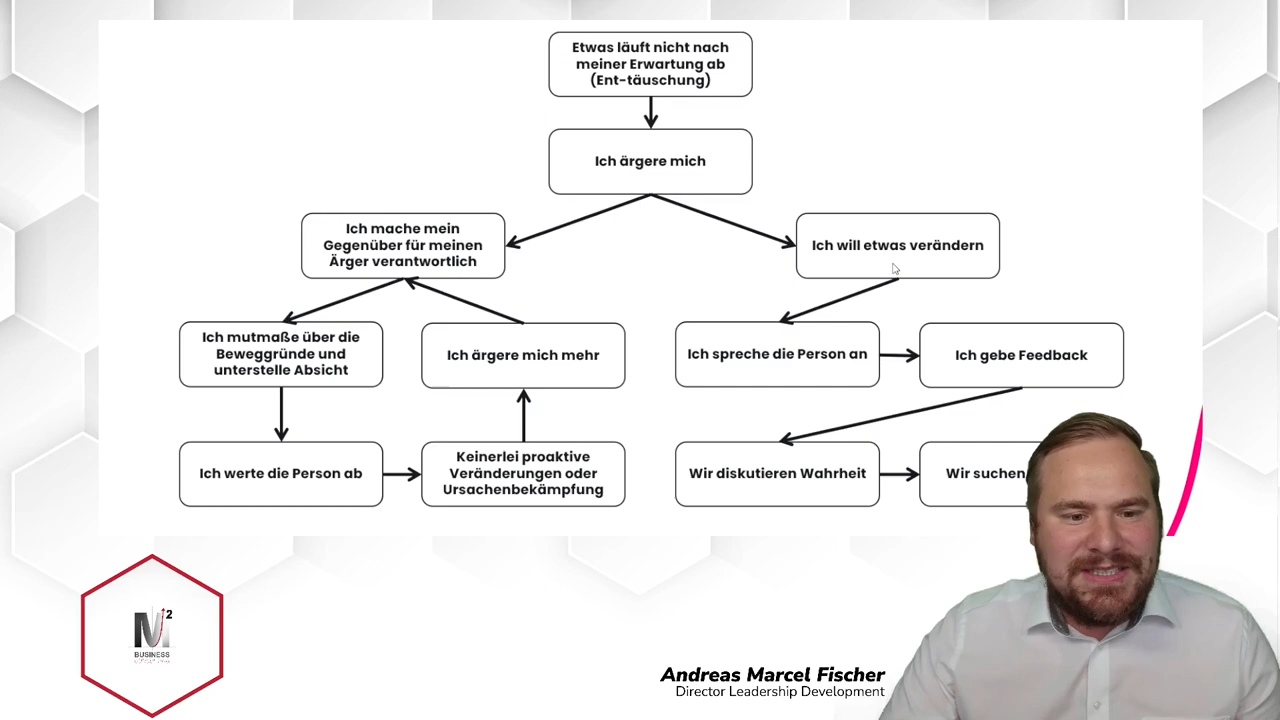 Etwas läuft nicht nach
meiner Erwartung ab
(Ent-täuschung)
Ich ärgere mich
Ich mache mein
Gegenüber für meinen
Ärger verantwortlich
Ich will etwas verändern
Ich mutmaße über die
Beweggründe und
unterstelle Absicht
Ich ärgere mich mehr
Ich spreche die Person an
Ich gebe Feedback
Ich werte die Person ab
Keinerlei proaktive
Veränderungen oder
Ursachenbekämpfung
Wir diskutieren Wahrheit
Wir suchen
M2
BUSINESS
Andreas Marcel Fischer
Director Leadership Development